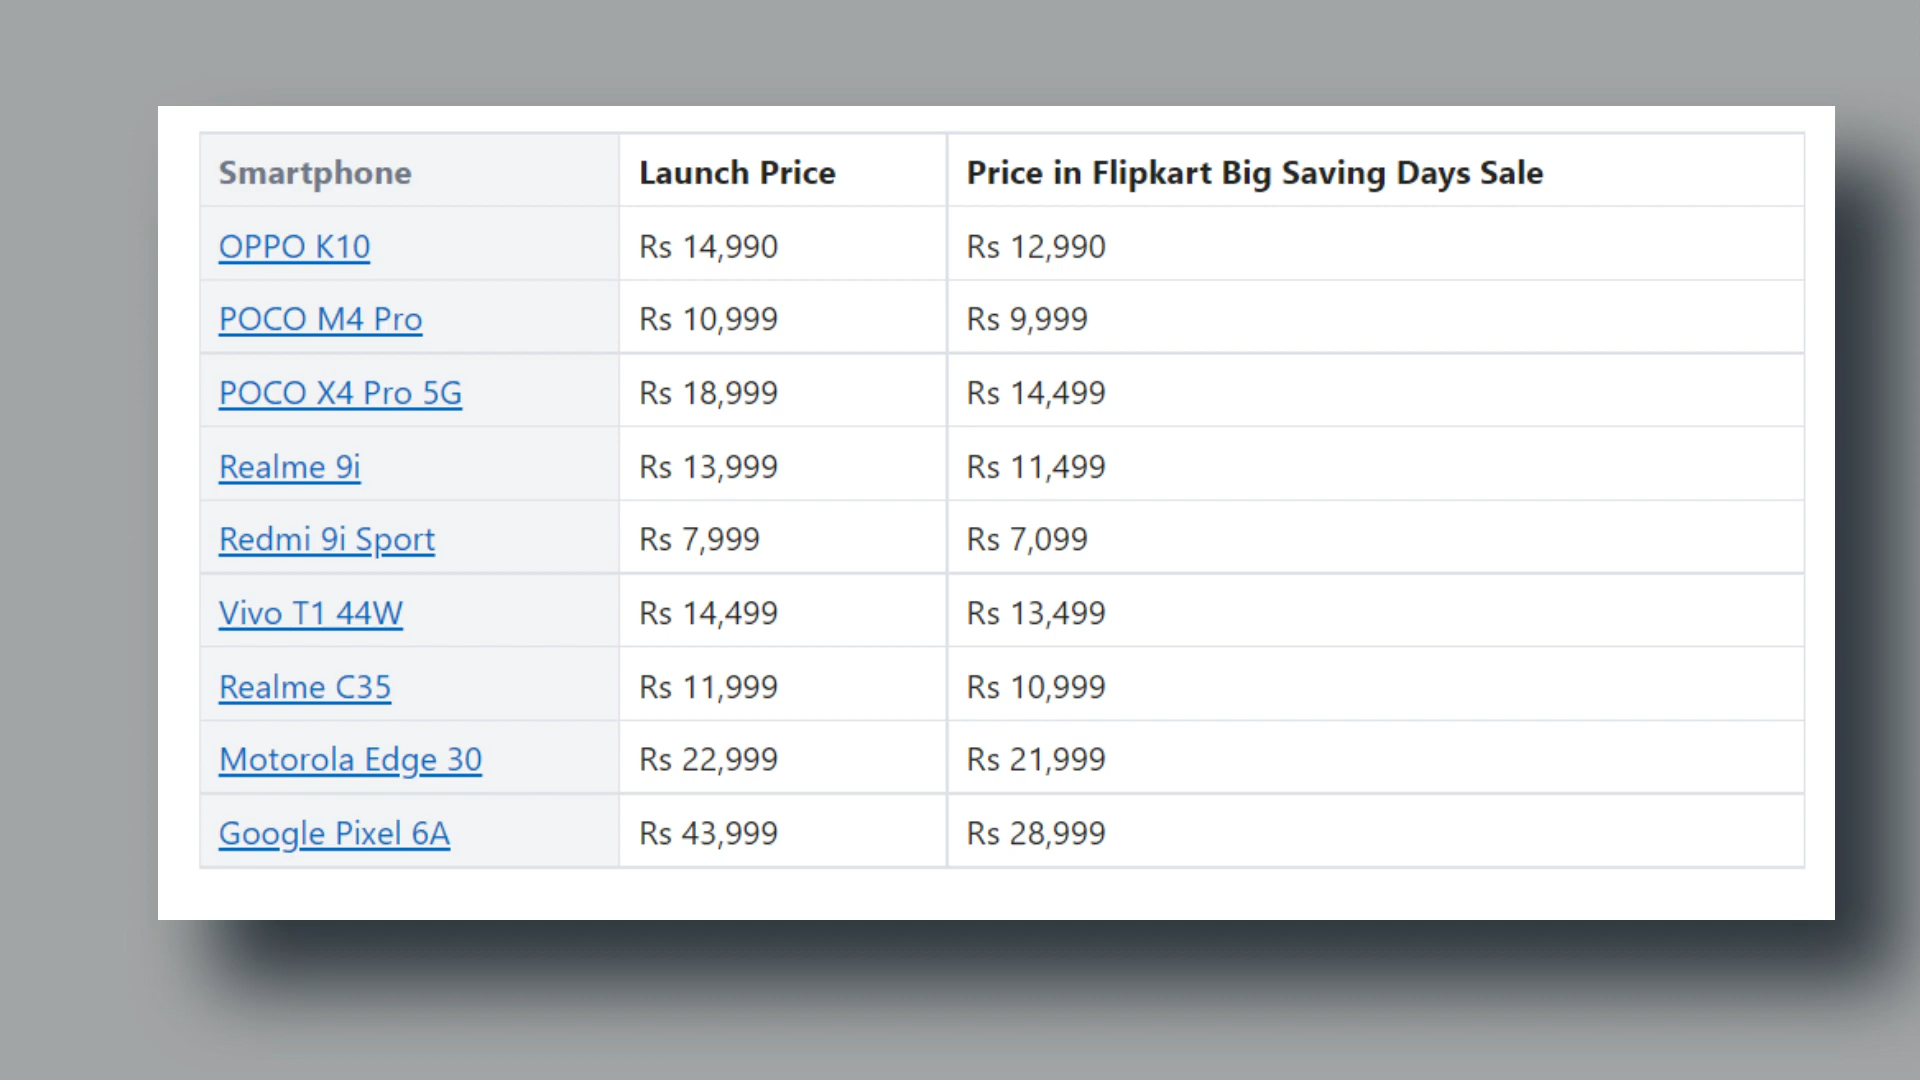 Smartphone Launch Price Price in Flipkart Big Saving Days Sale
OPPO K10 Rs 14,990 Rs 12,990
POCO M4 Pro Rs 10,999 Rs 9,999
POCO X4 Pro 5G Rs 18,999 Rs 14,499
Realme 9i Rs 13,999 Rs 11,499
Redmi 9i Sport Rs 7,999 Rs 7,099
Vivo T1 44W Rs 14,499 Rs 13,499
Realme C35 Rs 11,999 Rs 10,999
Motorola Edge 30 Rs 22,999 Rs 21,999
Google Pixel 6A Rs 43,999 Rs 28,999